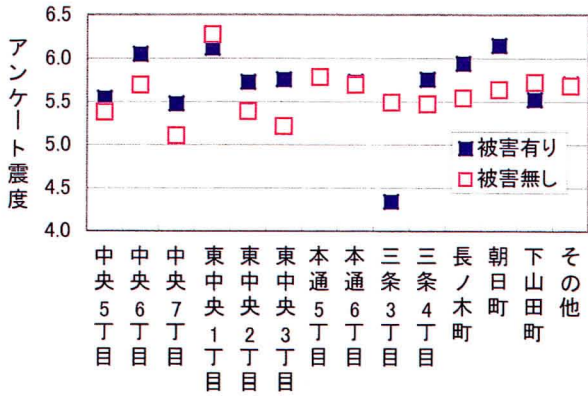 アンケート震度
6.5
6.0
5.5
5.0
4.5
4.0
被害有り
被害無し
中央5丁目
中央6丁目
中央7丁目
東中央1丁目
東中央2丁目
東中央3丁目
本通5丁目
本通6丁目
三条3丁目
三条4丁目
長ノ木町
朝日町
下山田町
その他